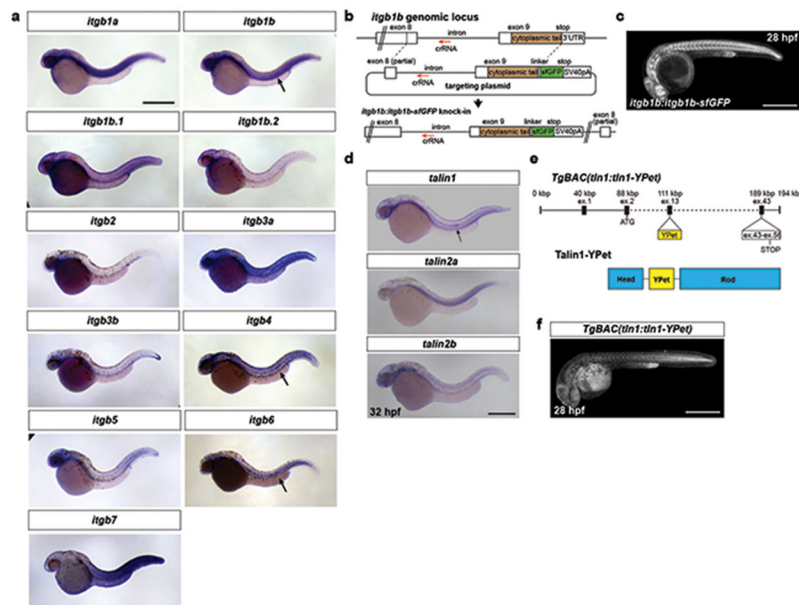 a
itgb1a
itgb1b
itgb1b.1
itgb1b.2
itgb2
itgb3a
itgb3b
itgb4
itgb5
itgb6
itgb7
b
itgb1b genomic locus
exon 8
intron
crRNA
exon 9
stop
cytoplasmic tail
3'UTR
exon 8 (partial)
intron
crRNA
exon 9
linker
stop
cytoplasmic tail
sfGFP
SV40pA
targeting plasmid
itgb1b:itgb1b-sfGFP knock-in
exon 8
intron
crRNA
exon 9
linker
stop
cytoplasmic tail
sfGFP
SV40pA
exon 8
(partial)
c
28 hpf
itgb1b:itgb1b-sfGFP
d
talin1
talin2a
talin2b
32 hpf
e
TgBAC(tln1:tln1-YPet)
0 kbp
40 kbp
88 kbp
111 kbp
189 kbp
194 kbp
ex.1
ex.2
ex.13
ex.43
ATG
YPet
STOP
Talin1-YPet
Head
YPet
Rod
f
TgBAC(tln1:tln1-YPet)
28 hpf